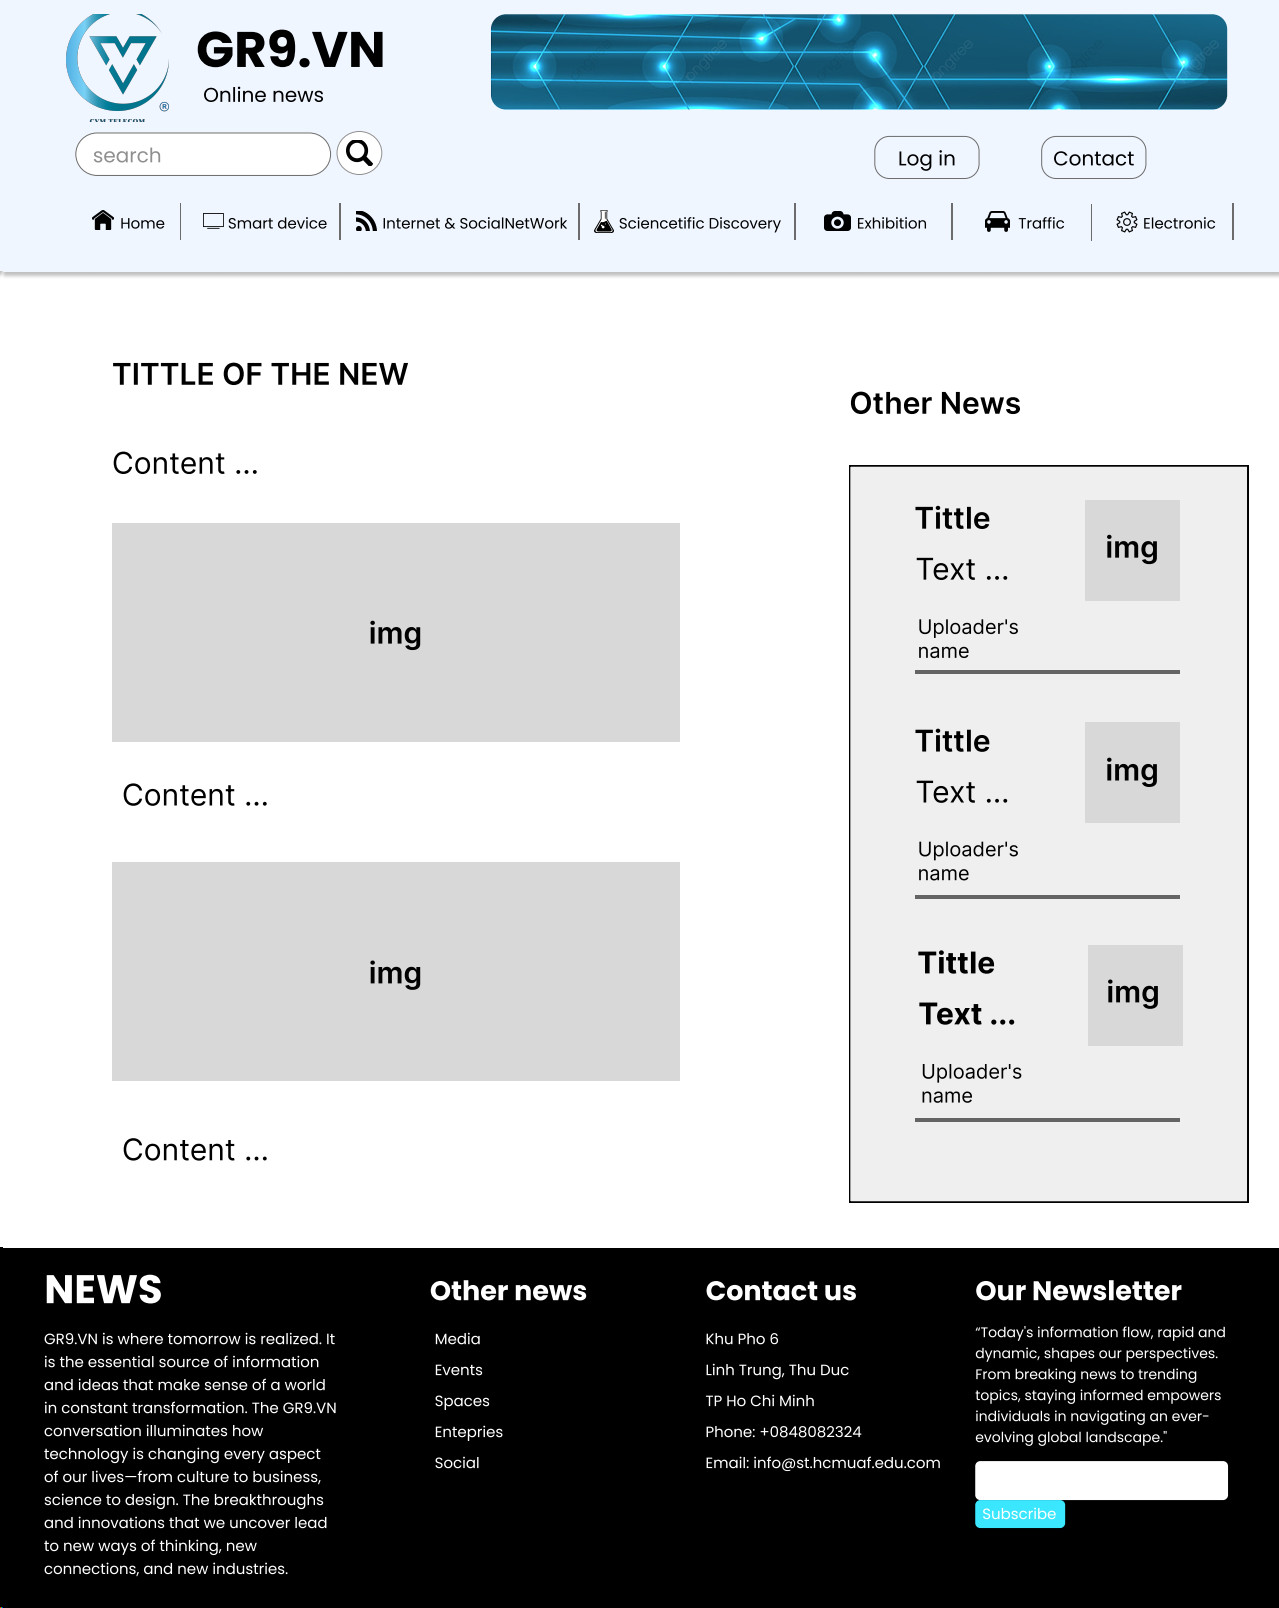 GR9.VN
Online news
®
search
Log in
Contact
Home
Smart device
Internet & SocialNetWork
Sciencetific Discovery
Exhibition
Traffic
Electronic
TITTLE OF THE NEW
Content ...
img
Content ...
img
Content ...
Other News
Tittle
Text ...
img
Uploader's
name
Tittle
Text ...
img
Uploader's
name
Tittle
Text ...
img
Uploader's
name
NEWS
GR9.VN is where tomorrow is realized. It
is the essential source of information
and ideas that make sense of a world
in constant transformation. The GR9.VN
conversation illuminates how
technology is changing every aspect
of our lives—from culture to business,
science to design. The breakthroughs
and innovations that we uncover lead
to new ways of thinking, new
connections, and new industries.
Other news
Media
Events
Spaces
Entepries
Social
Contact us
Khu Pho 6
Linh Trung, Thu Duc
TP Ho Chi Minh
Phone: +0848082324
Email: info@st.hcmuaf.edu.com
Our Newsletter
“Today's information flow, rapid and
dynamic, shapes our perspectives.
From breaking news to trending
topics, staying informed empowers
individuals in navigating an ever-
evolving global landscape."
Subscribe